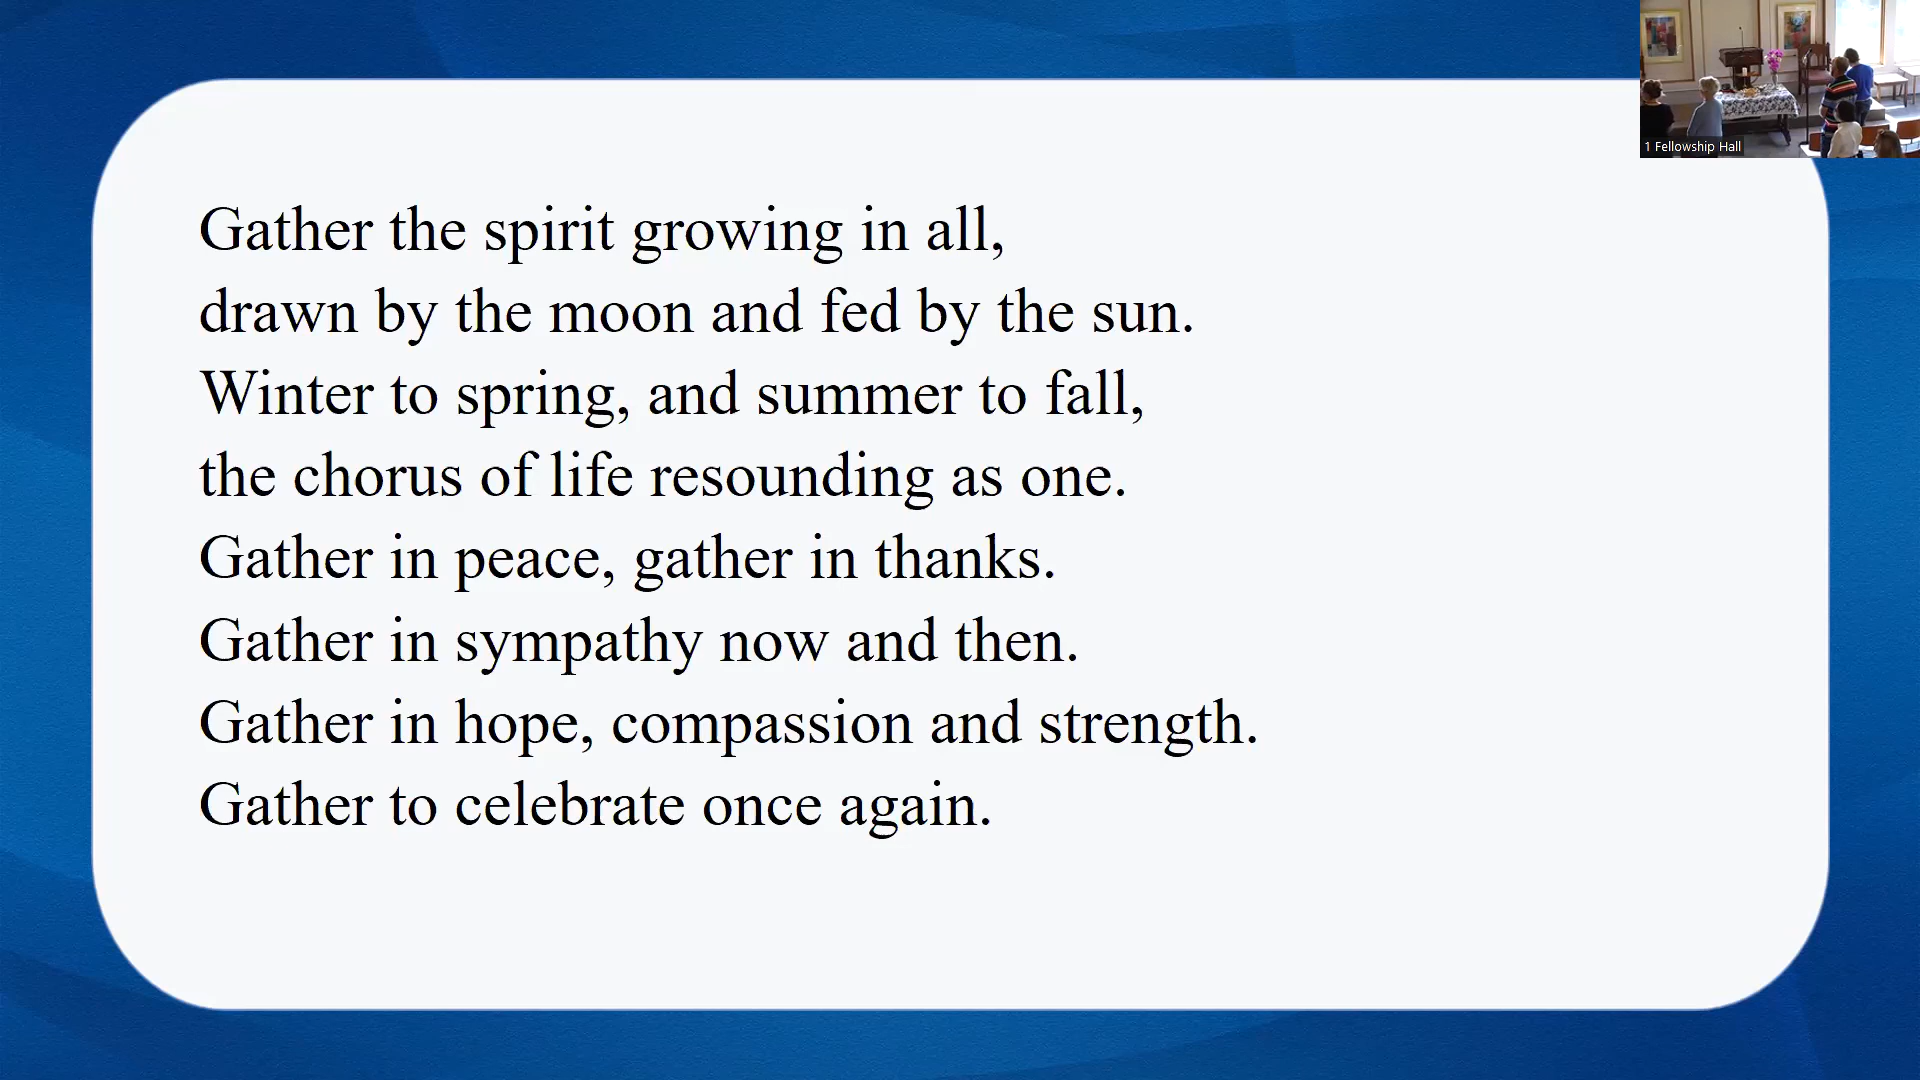 1 Fellowship Hall
Gather the spirit growing in all,
drawn by the moon and fed by the sun.
Winter to spring, and summer to fall,
the chorus of life resounding as one.
Gather in peace, gather in thanks.
Gather in sympathy now and then.
Gather in hope, compassion and strength.
Gather to celebrate once again.